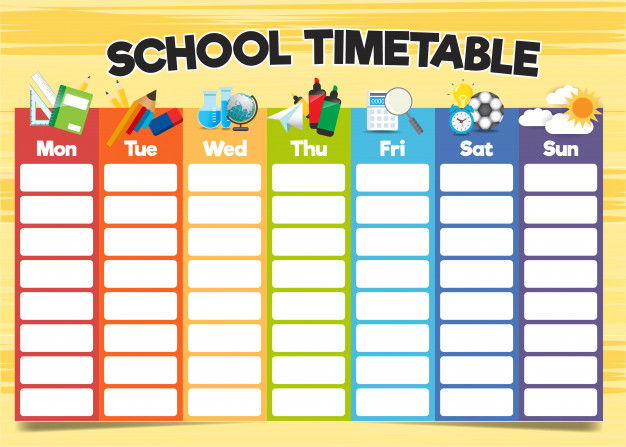 SCHOOL TIMETABLE
Mon Tue Wed Thu Fri Sat Sun